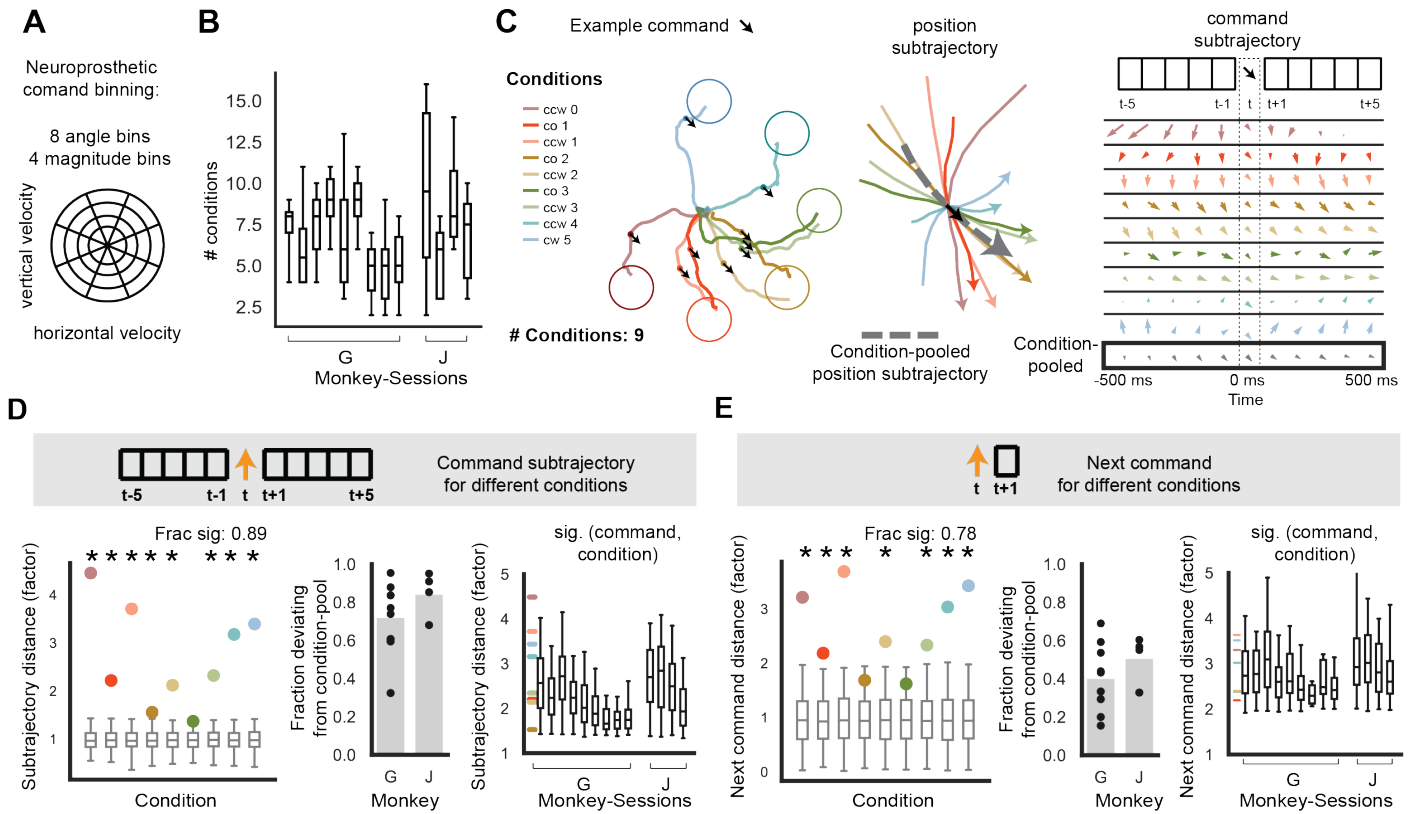 A
Neuroprosthetic
comand binning:
8 angle bins
4 magnitude bins
vertical velocity
horizontal velocity
B
# conditions
15.0
12.5
10.0
7.5
5.0
2.5
G
J
Monkey-Sessions
C
Example command
Conditions
ccw 0
co 1
ccw 1
co 2
ccw 2
co 3
ccw 3
ccw 4
cw 5
# Conditions: 9
position
subtrajectory
Condition-pooled
position subtrajectory
command
subtrajectory
t-5
t-1
t
t+1
t+5
Condition-
pooled
-500 ms
0 ms
500 ms
Time
D
t-5
t-1
t
t+1
t+5
Command subtrajectory
for different conditions
Frac sig: 0.89
* * * * * * * *
Subtrajectory distance (factor)
4
3
2
1
Condition
Fraction deviating
from condition-pool
1.0
0.8
0.6
0.4
0.2
0.0
G
J
Monkey
sig. (command,
condition)
Subtrajectory distance (factor)
5
4
3
2
1
G
J
Monkey-Sessions
E
t
t+1
Next command
for different conditions
Frac sig: 0.78
* * * * * * *
Next command distance (factor)
3
2
1
0
Condition
Fraction deviating
from condition-pool
1.0
0.8
0.6
0.4
0.2
0.0
G
J
Monkey
sig. (command,
condition)
Next command distance (factor)
5
4
3
2
1
G
J
Monkey-Sessions